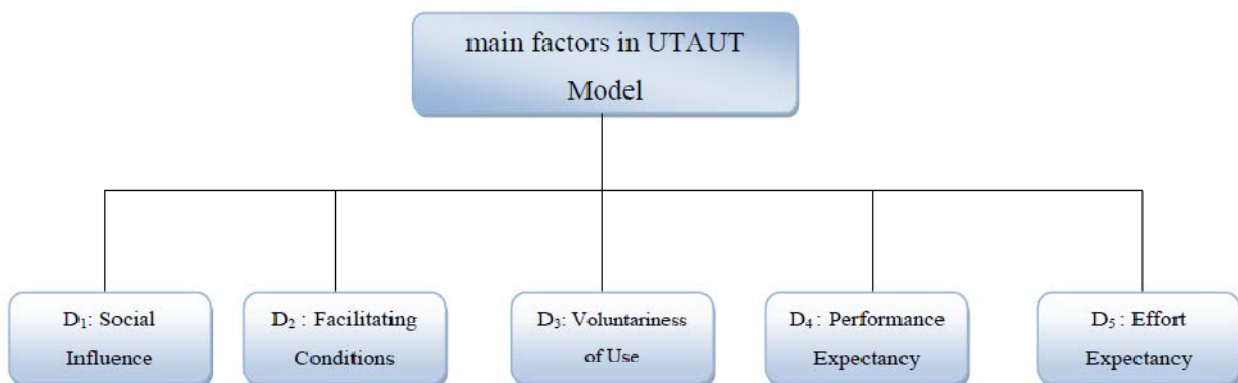 main factors in UTAUT
Model
D₁: Social
Influence
D₂ : Facilitating
Conditions
D₃: Voluntariness
of Use
D₄ : Performance
Expectancy
D₅ : Effort
Expectancy